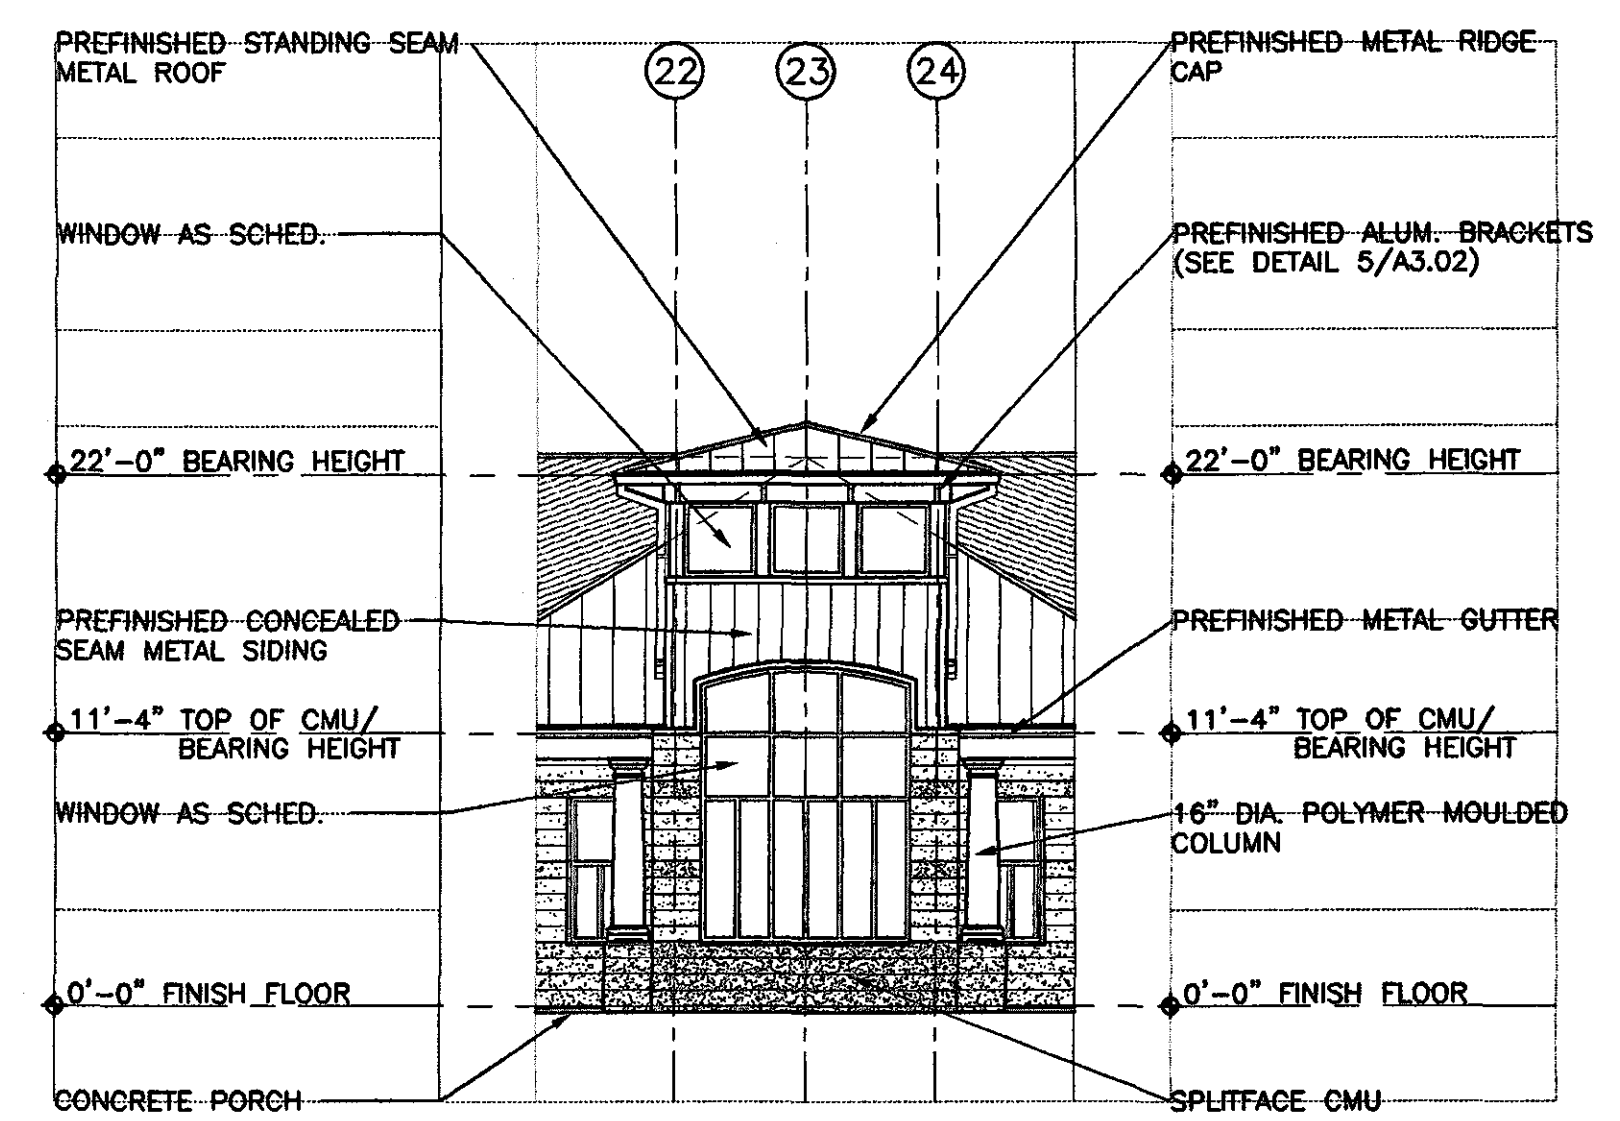 PREFINISHED STANDING SEAM
METAL ROOF
22
23
24
PREFINISHED METAL RIDGE
CAP
WINDOW AS SCHED.
PREFINISHED ALUM. BRACKETS
(SEE DETAIL 5/A3.02)
22'-0" BEARING HEIGHT
22'-0" BEARING HEIGHT
PREFINISHED CONCEALED
SEAM METAL SIDING
PREFINISHED METAL GUTTER
11'-4" TOP OF CMU/
BEARING HEIGHT
11'-4" TOP OF CMU/
BEARING HEIGHT
WINDOW AS SCHED.
16" DIA. POLYMER MOULDED
COLUMN
0'-0" FINISH FLOOR
0'-0" FINISH FLOOR
CONCRETE PORCH
SPLITFACE CMU